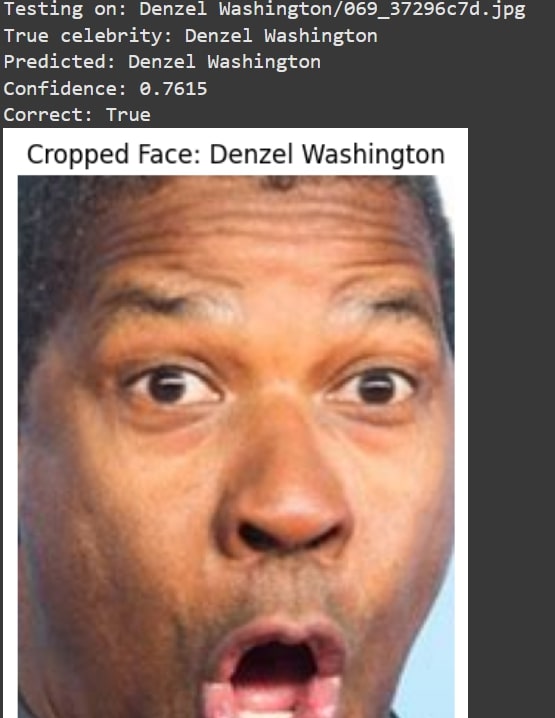 Testing on: Denzel Washington/069_37296c7d.jpg
True celebrity: Denzel Washington
Predicted: Denzel Washington
Confidence: 0.7615
Correct: True
Cropped Face: Denzel Washington